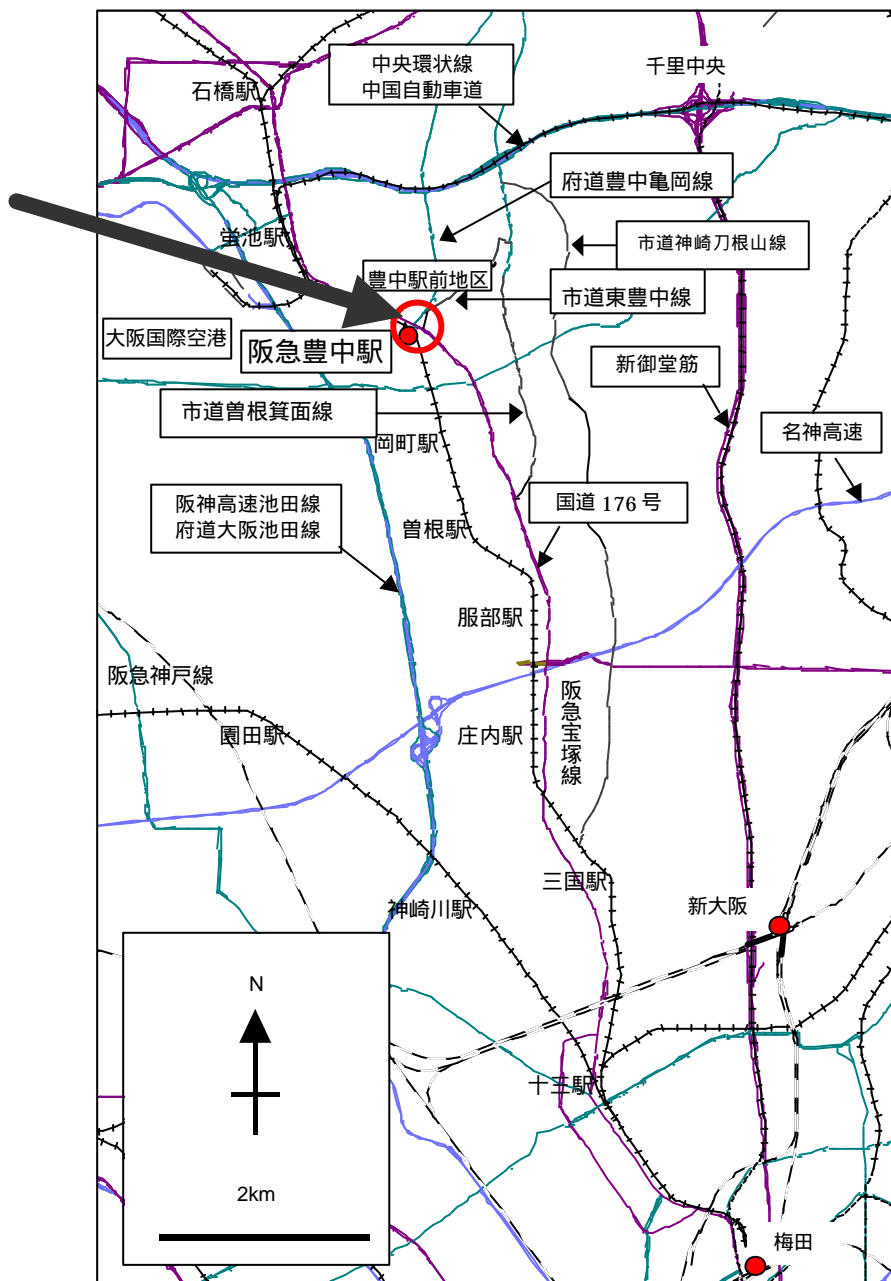 中央環状線
中国自動車道
千里中央
石橋駅
府道豊中亀岡線
蛍池駅
市道神崎刀根山線
豊中駅前地区
市道東豊中線
大阪国際空港
阪急豊中駅
新御堂筋
市道曽根箕面線
名神高速
岡町駅
阪神高速池田線
府道大阪池田線
国道 176 号
曽根駅
服部駅
阪急神戸線
阪急宝塚線
園田駅
庄内駅
三国駅
新大阪
神崎川駅
N
十三駅
2km
梅田